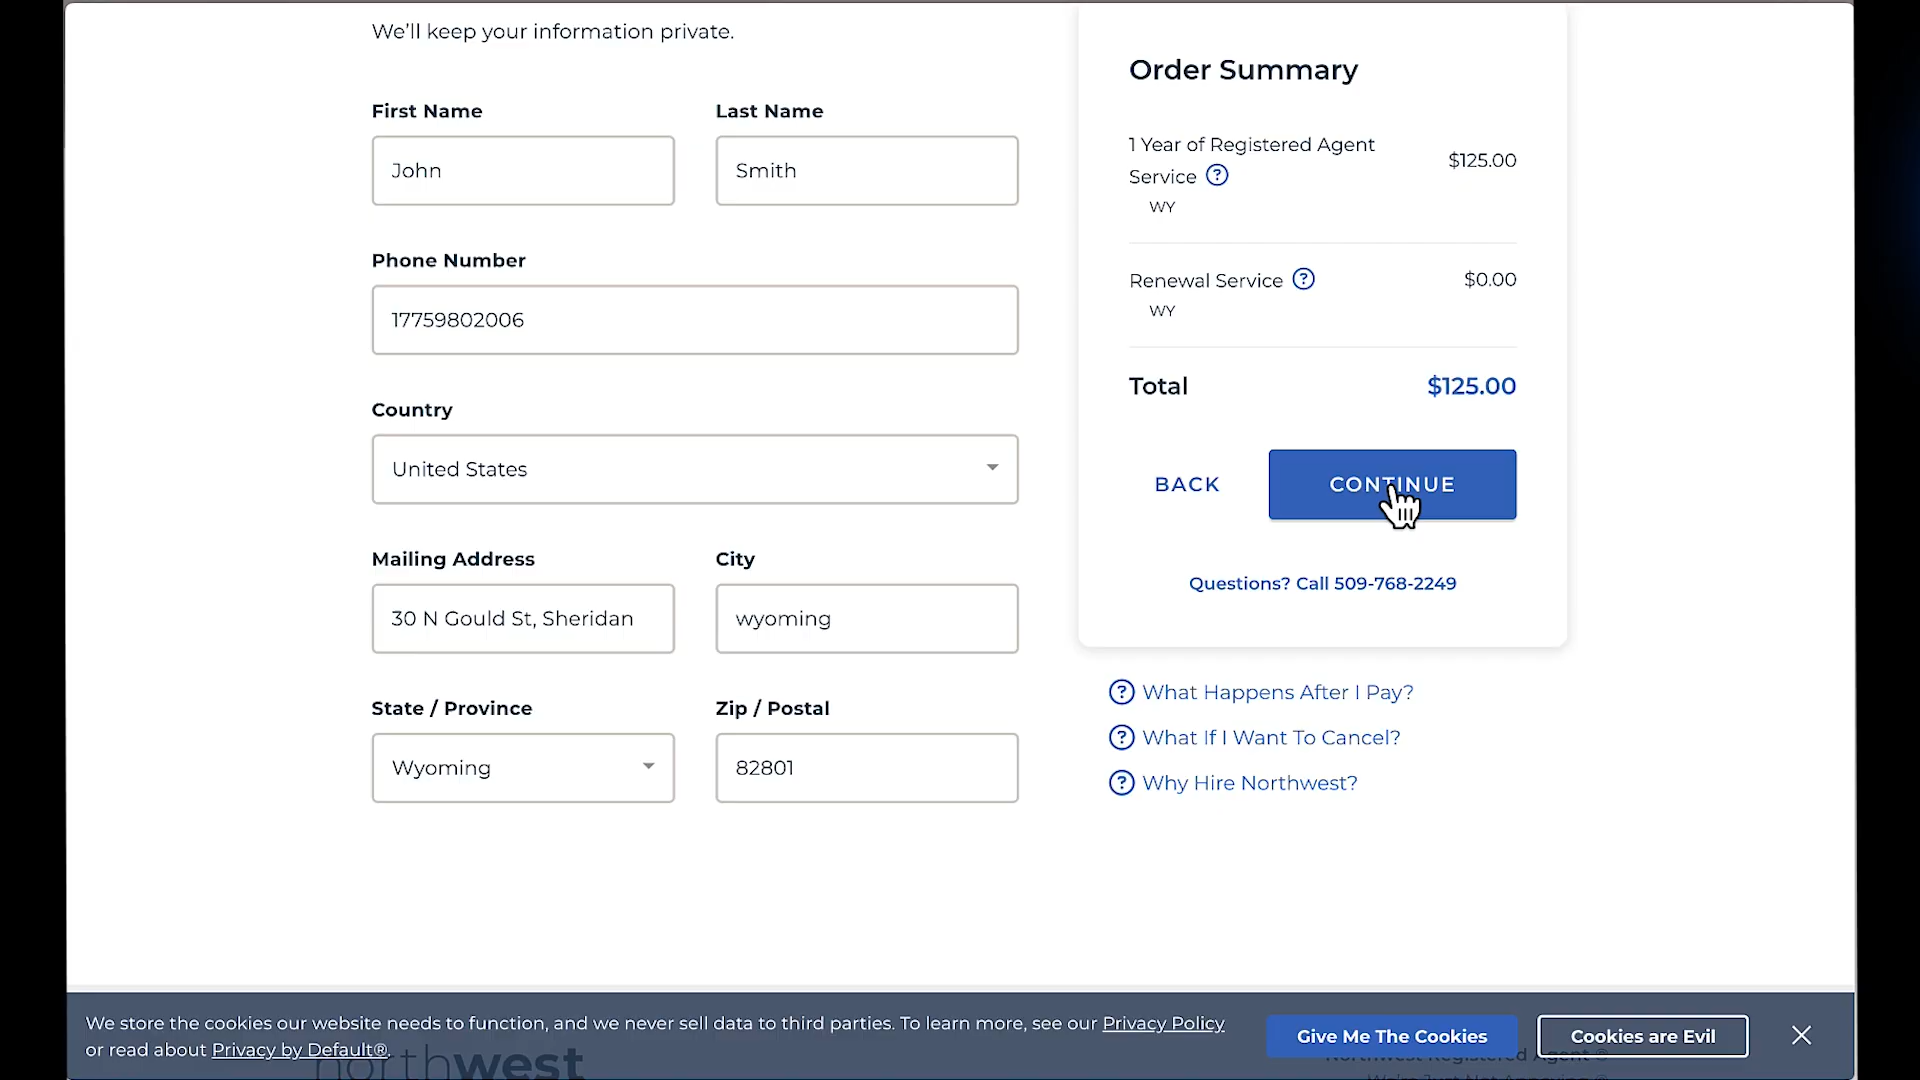 We'll keep your information private.
First Name
Last Name
John
Smith
Phone Number
17759802006
Country
United States
Mailing Address
City
30 N Gould St, Sheridan
wyoming
State / Province
Zip / Postal
Wyoming
82801
Order Summary
1 Year of Registered Agent
Service ?
$125.00
WY
Renewal Service ?
$0.00
WY
Total
$125.00
BACK
CONTINUE
Questions? Call 509-768-2249
? What Happens After I Pay?
? What If I Want To Cancel?
? Why Hire Northwest?
We store the cookies our website needs to function, and we never sell data to third parties. To learn more, see our Privacy Policy
or read about Privacy by Default®.
Give Me The Cookies
Cookies are Evil
northwest
Northwest Registered Agent ®